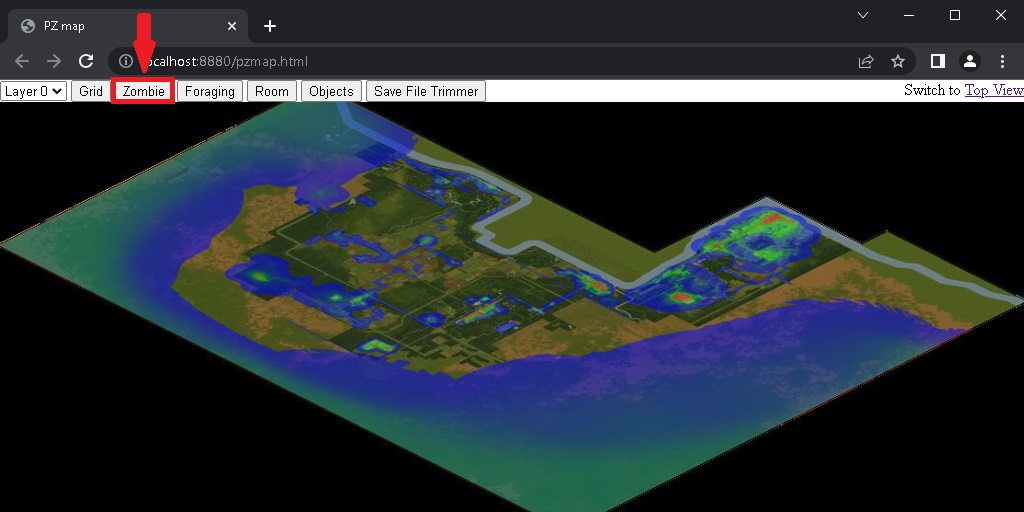 PZ map
localhost:8880/pzmap.html
Layer 0 Grid Zombie Foraging Room Objects Save File Trimmer Switch to Top View